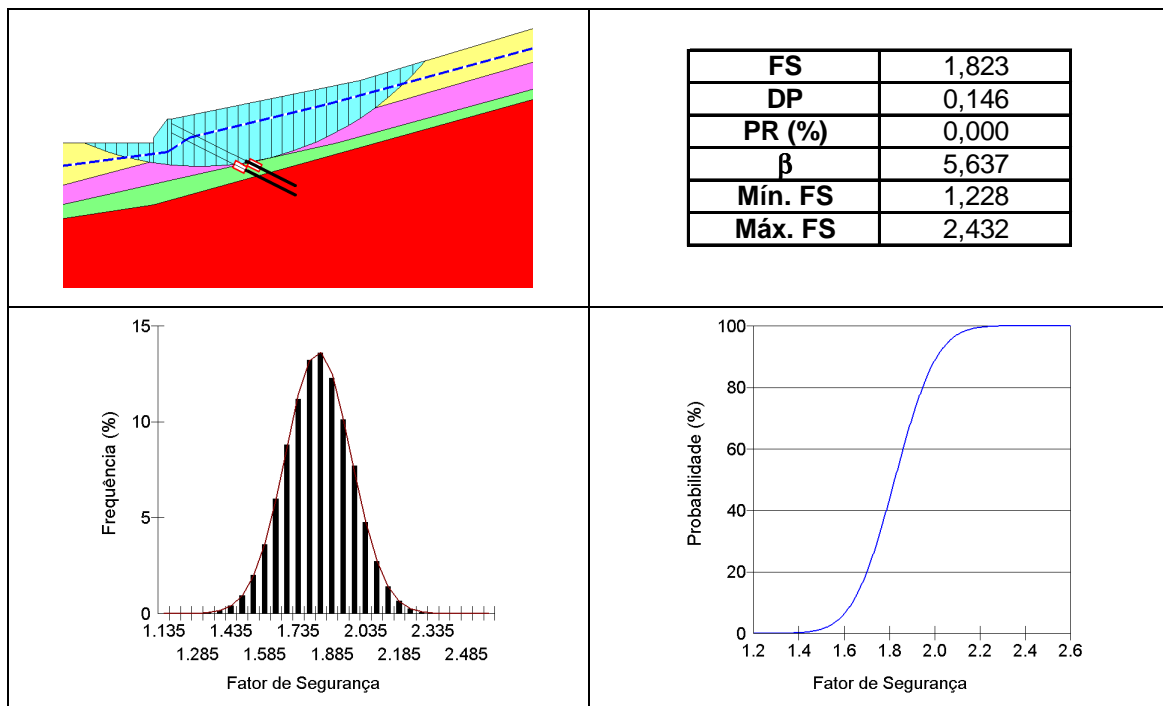 FS 1,823
DP 0,146
PR (%) 0,000
β 5,637
Mín. FS 1,228
Máx. FS 2,432
15
10
5
0
Frequência (%)
1.135 1.435 1.735 2.035 2.335
1.285 1.585 1.885 2.185 2.485
Fator de Segurança
100
80
60
40
20
0
Probabilidade (%)
1.2 1.4 1.6 1.8 2.0 2.2 2.4 2.6
Fator de Segurança